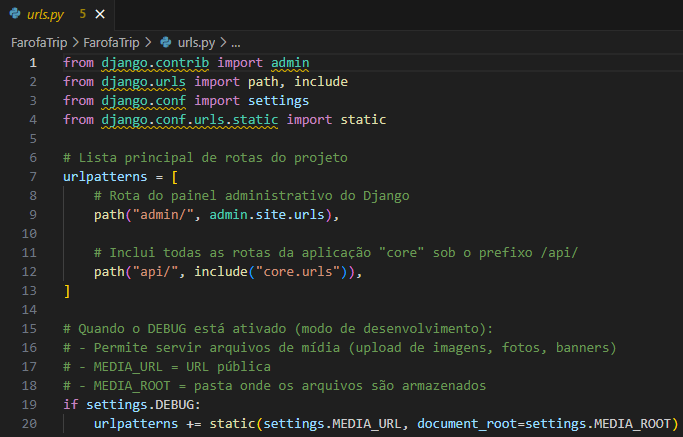 urls.py 5 ×
FarofaTrip > FarofaTrip > urls.py > ...
1 from django.contrib import admin
2 from django.urls import path, include
3 from django.conf import settings
4 from django.conf.urls.static import static
5
6 # Lista principal de rotas do projeto
7 urlpatterns = [
8     # Rota do painel administrativo do Django
9     path("admin/", admin.site.urls),
10
11     # Inclui todas as rotas da aplicação "core" sob o prefixo /api/
12     path("api/", include("core.urls")),
13 ]
14
15 # Quando o DEBUG está ativado (modo de desenvolvimento):
16 # - Permite servir arquivos de mídia (upload de imagens, fotos, banners)
17 # - MEDIA_URL = URL pública
18 # - MEDIA_ROOT = pasta onde os arquivos são armazenados
19 if settings.DEBUG:
20     urlpatterns += static(settings.MEDIA_URL, document_root=settings.MEDIA_ROOT)